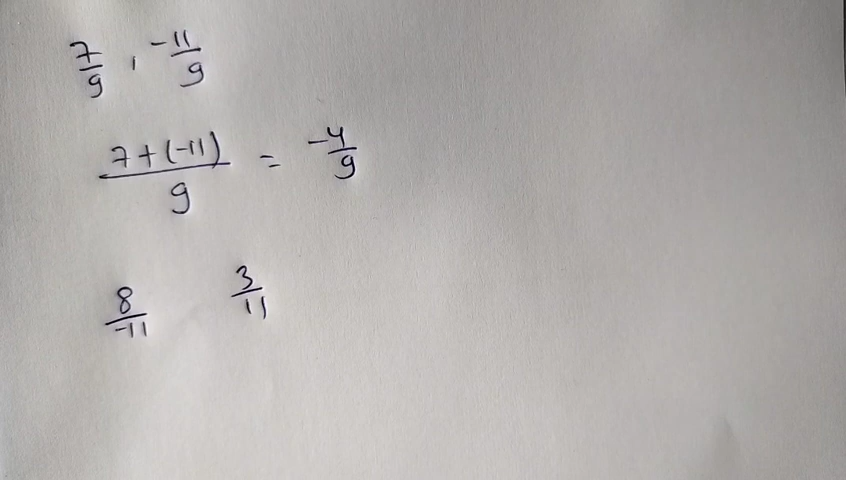 7/9 , -11/9
7+(-11)/9 = -4/9
8/-11 3/11